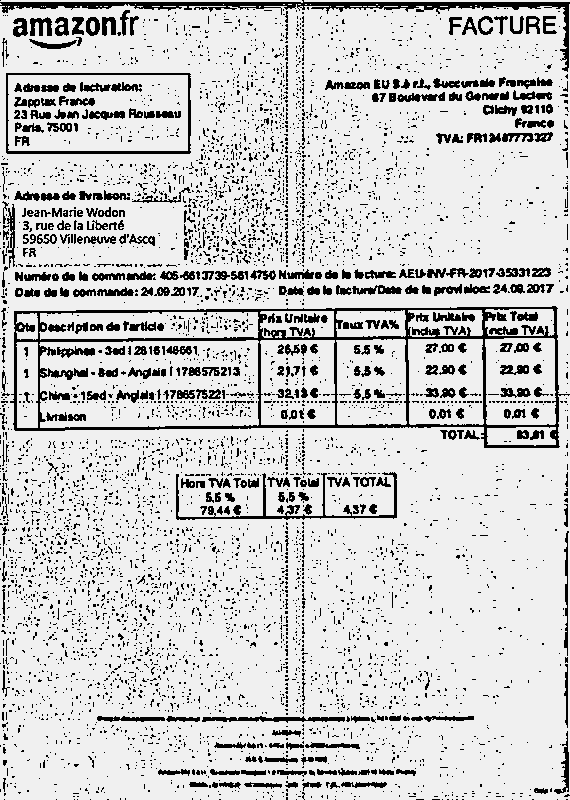 amazon.fr
FACTURE
Adresse de facturation:
Zapptax France
23 Rue Jean Jacques Rousseau
Paris, 75001
FR
Amazon EU S.à r.l., Succursale Française
67 Boulevard du General Leclerc
Clichy 92110
France
TVA: FR12487773327
Adresse de livraison:
Jean-Marie Wodon
3, rue de la Liberté
59650 Villeneuve d'Ascq
FR
Numéro de la commande: 405-6613739-5814750 Numéro de la facture: AEU-INV-FR-2017-35331223
Date de la commande: 24.09.2017 Date de la facture/Date de la provision: 24.09.2017
Qté Description de l'article Prix Unitaire (hors TVA) Taux TVA% Prix Unitaire (inclus TVA) Prix Total (inclus TVA)
1 Philippines - 3ed | 2816148661 25,59 € 5,5 % 27,00 € 27,00 €
1 Shanghai - 8ed - Anglais | 1786575213 21,71 € 5,5 % 22,90 € 22,90 €
1 China - 15ed - Anglais | 1786575221 32,13 € 5,5 % 33,90 € 33,90 €
Livraison 0,01 € 0,01 € 0,01 €
TOTAL: 83,81 €
Hors TVA Total TVA Total TVA TOTAL
5,5 % 5,5 %
79,44 € 4,37 € 4,37 €